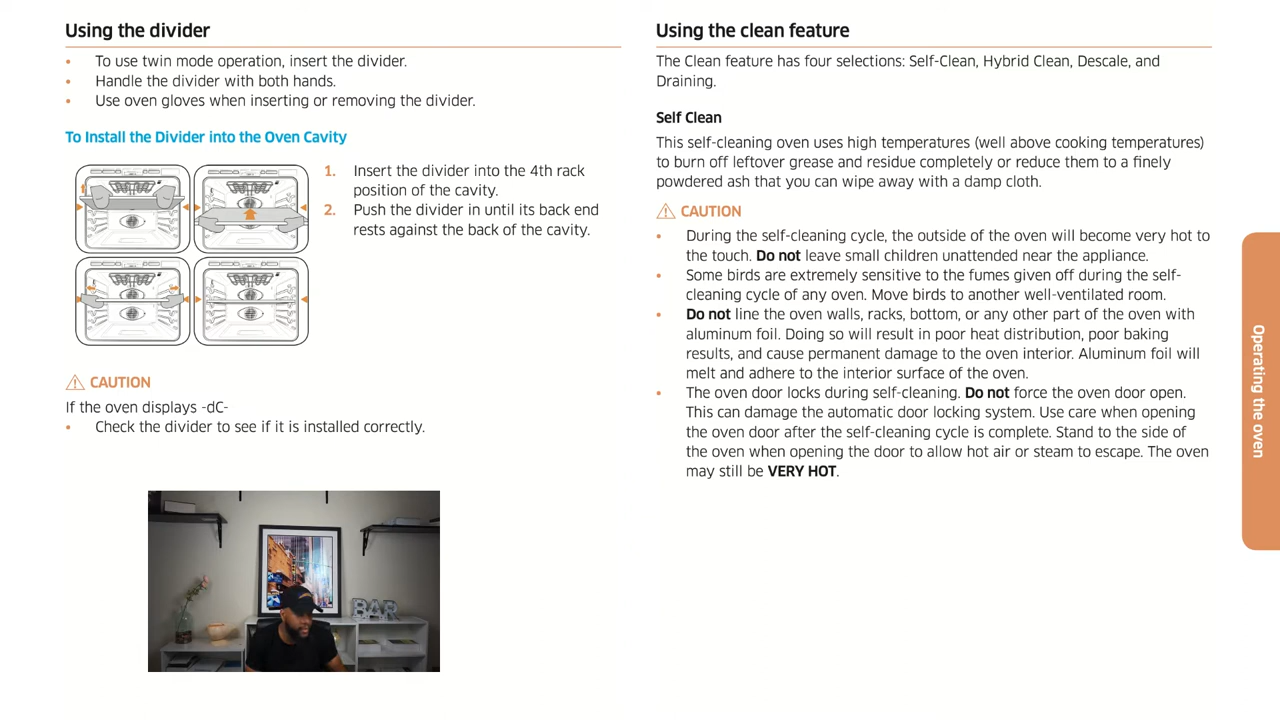 Using the divider
• To use twin mode operation, insert the divider.
• Handle the divider with both hands.
• Use oven gloves when inserting or removing the divider.
To Install the Divider into the Oven Cavity
1. Insert the divider into the 4th rack
position of the cavity.
2. Push the divider in until its back end
rests against the back of the cavity.
CAUTION
If the oven displays -dC-
• Check the divider to see if it is installed correctly.
BAR
Using the clean feature
The Clean feature has four selections: Self-Clean, Hybrid Clean, Descale, and
Draining.
Self Clean
This self-cleaning oven uses high temperatures (well above cooking temperatures)
to burn off leftover grease and residue completely or reduce them to a finely
powdered ash that you can wipe away with a damp cloth.
CAUTION
• During the self-cleaning cycle, the outside of the oven will become very hot to
the touch. Do not leave small children unattended near the appliance.
• Some birds are extremely sensitive to the fumes given off during the self-
cleaning cycle of any oven. Move birds to another well-ventilated room.
• Do not line the oven walls, racks, bottom, or any other part of the oven with
aluminum foil. Doing so will result in poor heat distribution, poor baking
results, and cause permanent damage to the oven interior. Aluminum foil will
melt and adhere to the interior surface of the oven.
• The oven door locks during self-cleaning. Do not force the oven door open.
This can damage the automatic door locking system. Use care when opening
the oven door after the self-cleaning cycle is complete. Stand to the side of
the oven when opening the door to allow hot air or steam to escape. The oven
may still be VERY HOT.
Operating the oven